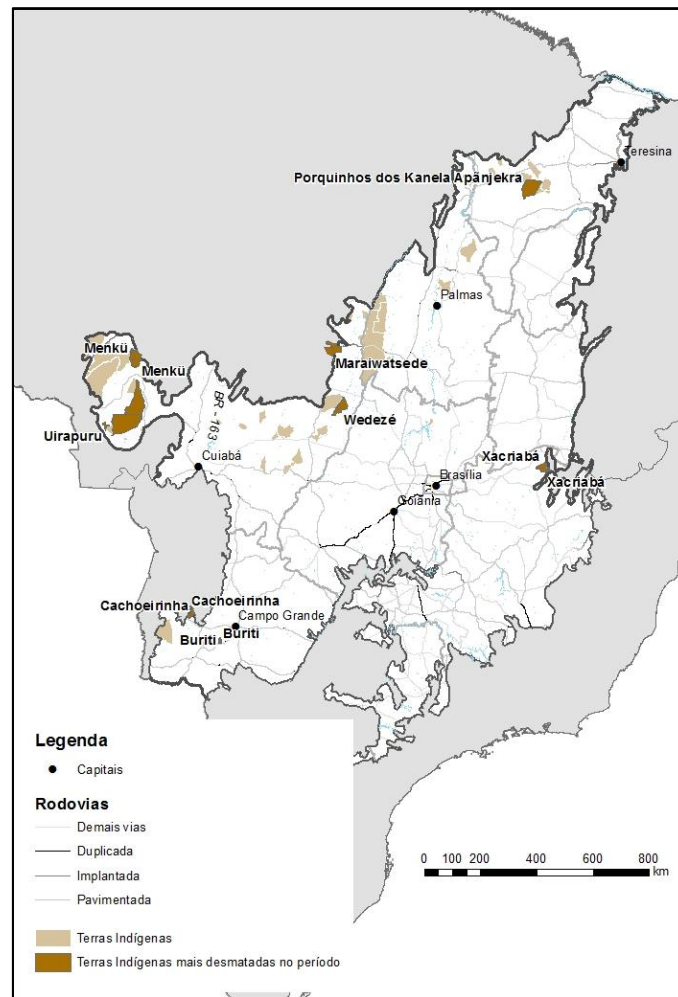 Teresina
Porquinhos dos Kanela Apãnjekra
Palmas
Menkü
Menkü
Maraiwatsede
BR - 163
Wedezé
Uirapuru
Cuiabá
Xacriabá
Brasília
Xacriabá
Goiânia
Cachoeirinha
Cachoeirinha
Campo Grande
Buriti
Buriti
Legenda
Capitais
Rodovias
Demais vias
Duplicada
Implantada
Pavimentada
0 100 200 400 600 800
km
Terras Indígenas
Terras Indígenas mais desmatadas no período